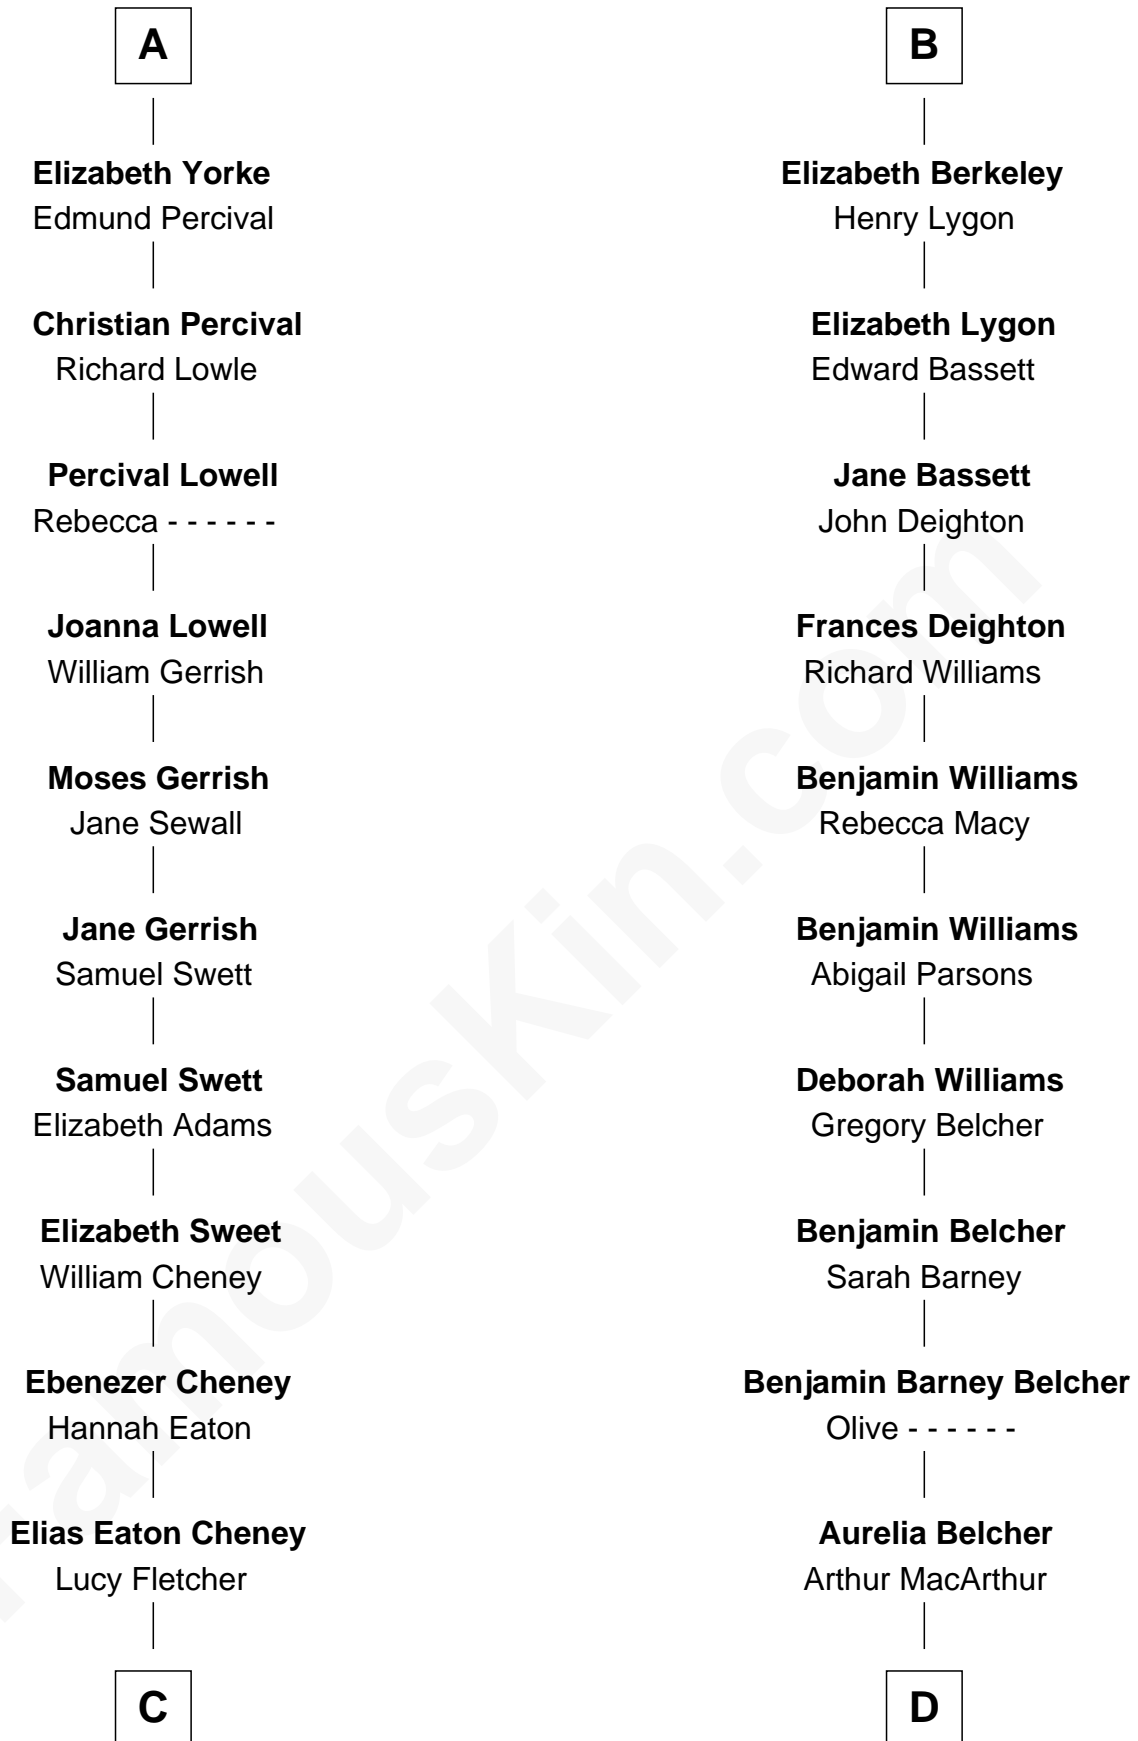 A
Elizabeth Yorke
Edmund Percival
Christian Percival
Richard Lowle
Percival Lowell
Rebecca - - - - - -
Joanna Lowell
William Gerrish
Moses Gerrish
Jane Sewall
Jane Gerrish
Samuel Swett
Samuel Swett
Elizabeth Adams
Elizabeth Sweet
William Cheney
Ebenezer Cheney
Hannah Eaton
Elias Eaton Cheney
Lucy Fletcher
C
B
Elizabeth Berkeley
Henry Lygon
Elizabeth Lygon
Edward Bassett
Jane Bassett
John Deighton
Frances Deighton
Richard Williams
Benjamin Williams
Rebecca Macy
Benjamin Williams
Abigail Parsons
Deborah Williams
Gregory Belcher
Benjamin Belcher
Sarah Barney
Benjamin Barney Belcher
Olive - - - - - -
Aurelia Belcher
Arthur MacArthur
D
FamousKin.com